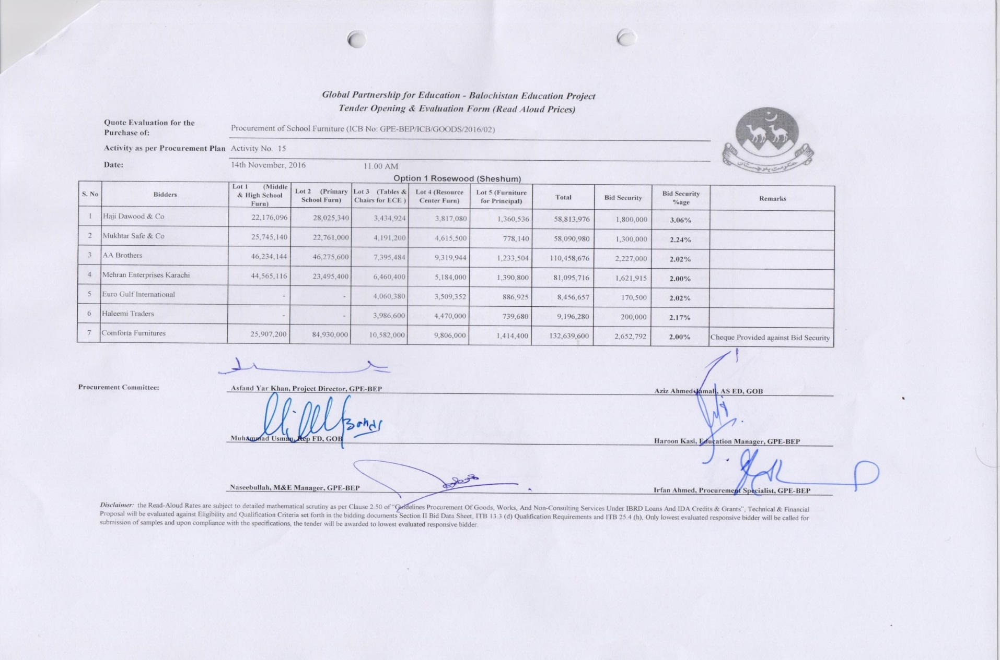 Global Partnership for Education - Balochistan Education Project
Tender Opening & Evaluation Form (Read Aloud Prices)
Quote Evaluation for the Purchase of: Procurement of School Furniture (ICB No: GPE-BEP/ICB/GOODS/2016/02)
Activity as per Procurement Plan Activity No. 15
Date: 14th November, 2016 11.00 AM
حکومت بلوچستان
Option 1 Rosewood (Sheshum)
S. No Bidders Lot 1 (Middle & High School Furn) Lot 2 (Primary School Furn) Lot 3 (Tables & Chairs for ECE ) Lot 4 (Resource Center Furn) Lot 5 (Furniture for Principal) Total Bid Security Bid Security %age Remarks
1 Haji Dawood & Co 22,176,096 28,025,340 3,434,924 3,817,080 1,360,536 58,813,976 1,800,000 3.06%
2 Mukhtar Safe & Co 25,745,140 22,761,000 4,191,200 4,615,500 778,140 58,090,980 1,300,000 2.24%
3 AA Brothers 46,234,144 46,275,600 7,395,484 9,319,944 1,233,504 110,458,676 2,227,000 2.02%
4 Mehran Enterprises Karachi 44,565,116 23,495,400 6,460,400 5,184,000 1,390,800 81,095,716 1,621,915 2.00%
5 Euro Gulf International - - 4,060,380 3,509,352 886,925 8,456,657 170,500 2.02%
6 Haleemi Traders - - 3,986,600 4,470,000 739,680 9,196,280 200,000 2.17%
7 Comforta Furnitures 25,907,200 84,930,000 10,582,000 9,806,000 1,414,400 132,639,600 2,652,792 2.00% Cheque Provided against Bid Security
Procurement Committee: Asfand Yar Khan, Project Director, GPE-BEP Aziz Ahmed Jamali, AS ED, GOB
Muhammad Usman, Rep FD, GOB Haroon Kasi, Education Manager, GPE-BEP
Naseebullah, M&E Manager, GPE-BEP Irfan Ahmed, Procurement Specialist, GPE-BEP
Disclaimer: the Read-Aloud Rates are subject to detailed mathematical scrutiny as per Clause 2.50 of "Guidelines Procurement Of Goods, Works, And Non-Consulting Services Under IBRD Loans And IDA Credits & Grants", Technical & Financial
Proposal will be evaluated against Eligibility and Qualification Criteria set forth in the bidding documents Section II Bid Data Sheet, ITB 13.3 (d) Qualification Requirements and ITB 25.4 (h), Only lowest evaluated responsive bidder will be called for
submission of samples and upon compliance with the specifications, the tender will be awarded to lowest evaluated responsive bidder.